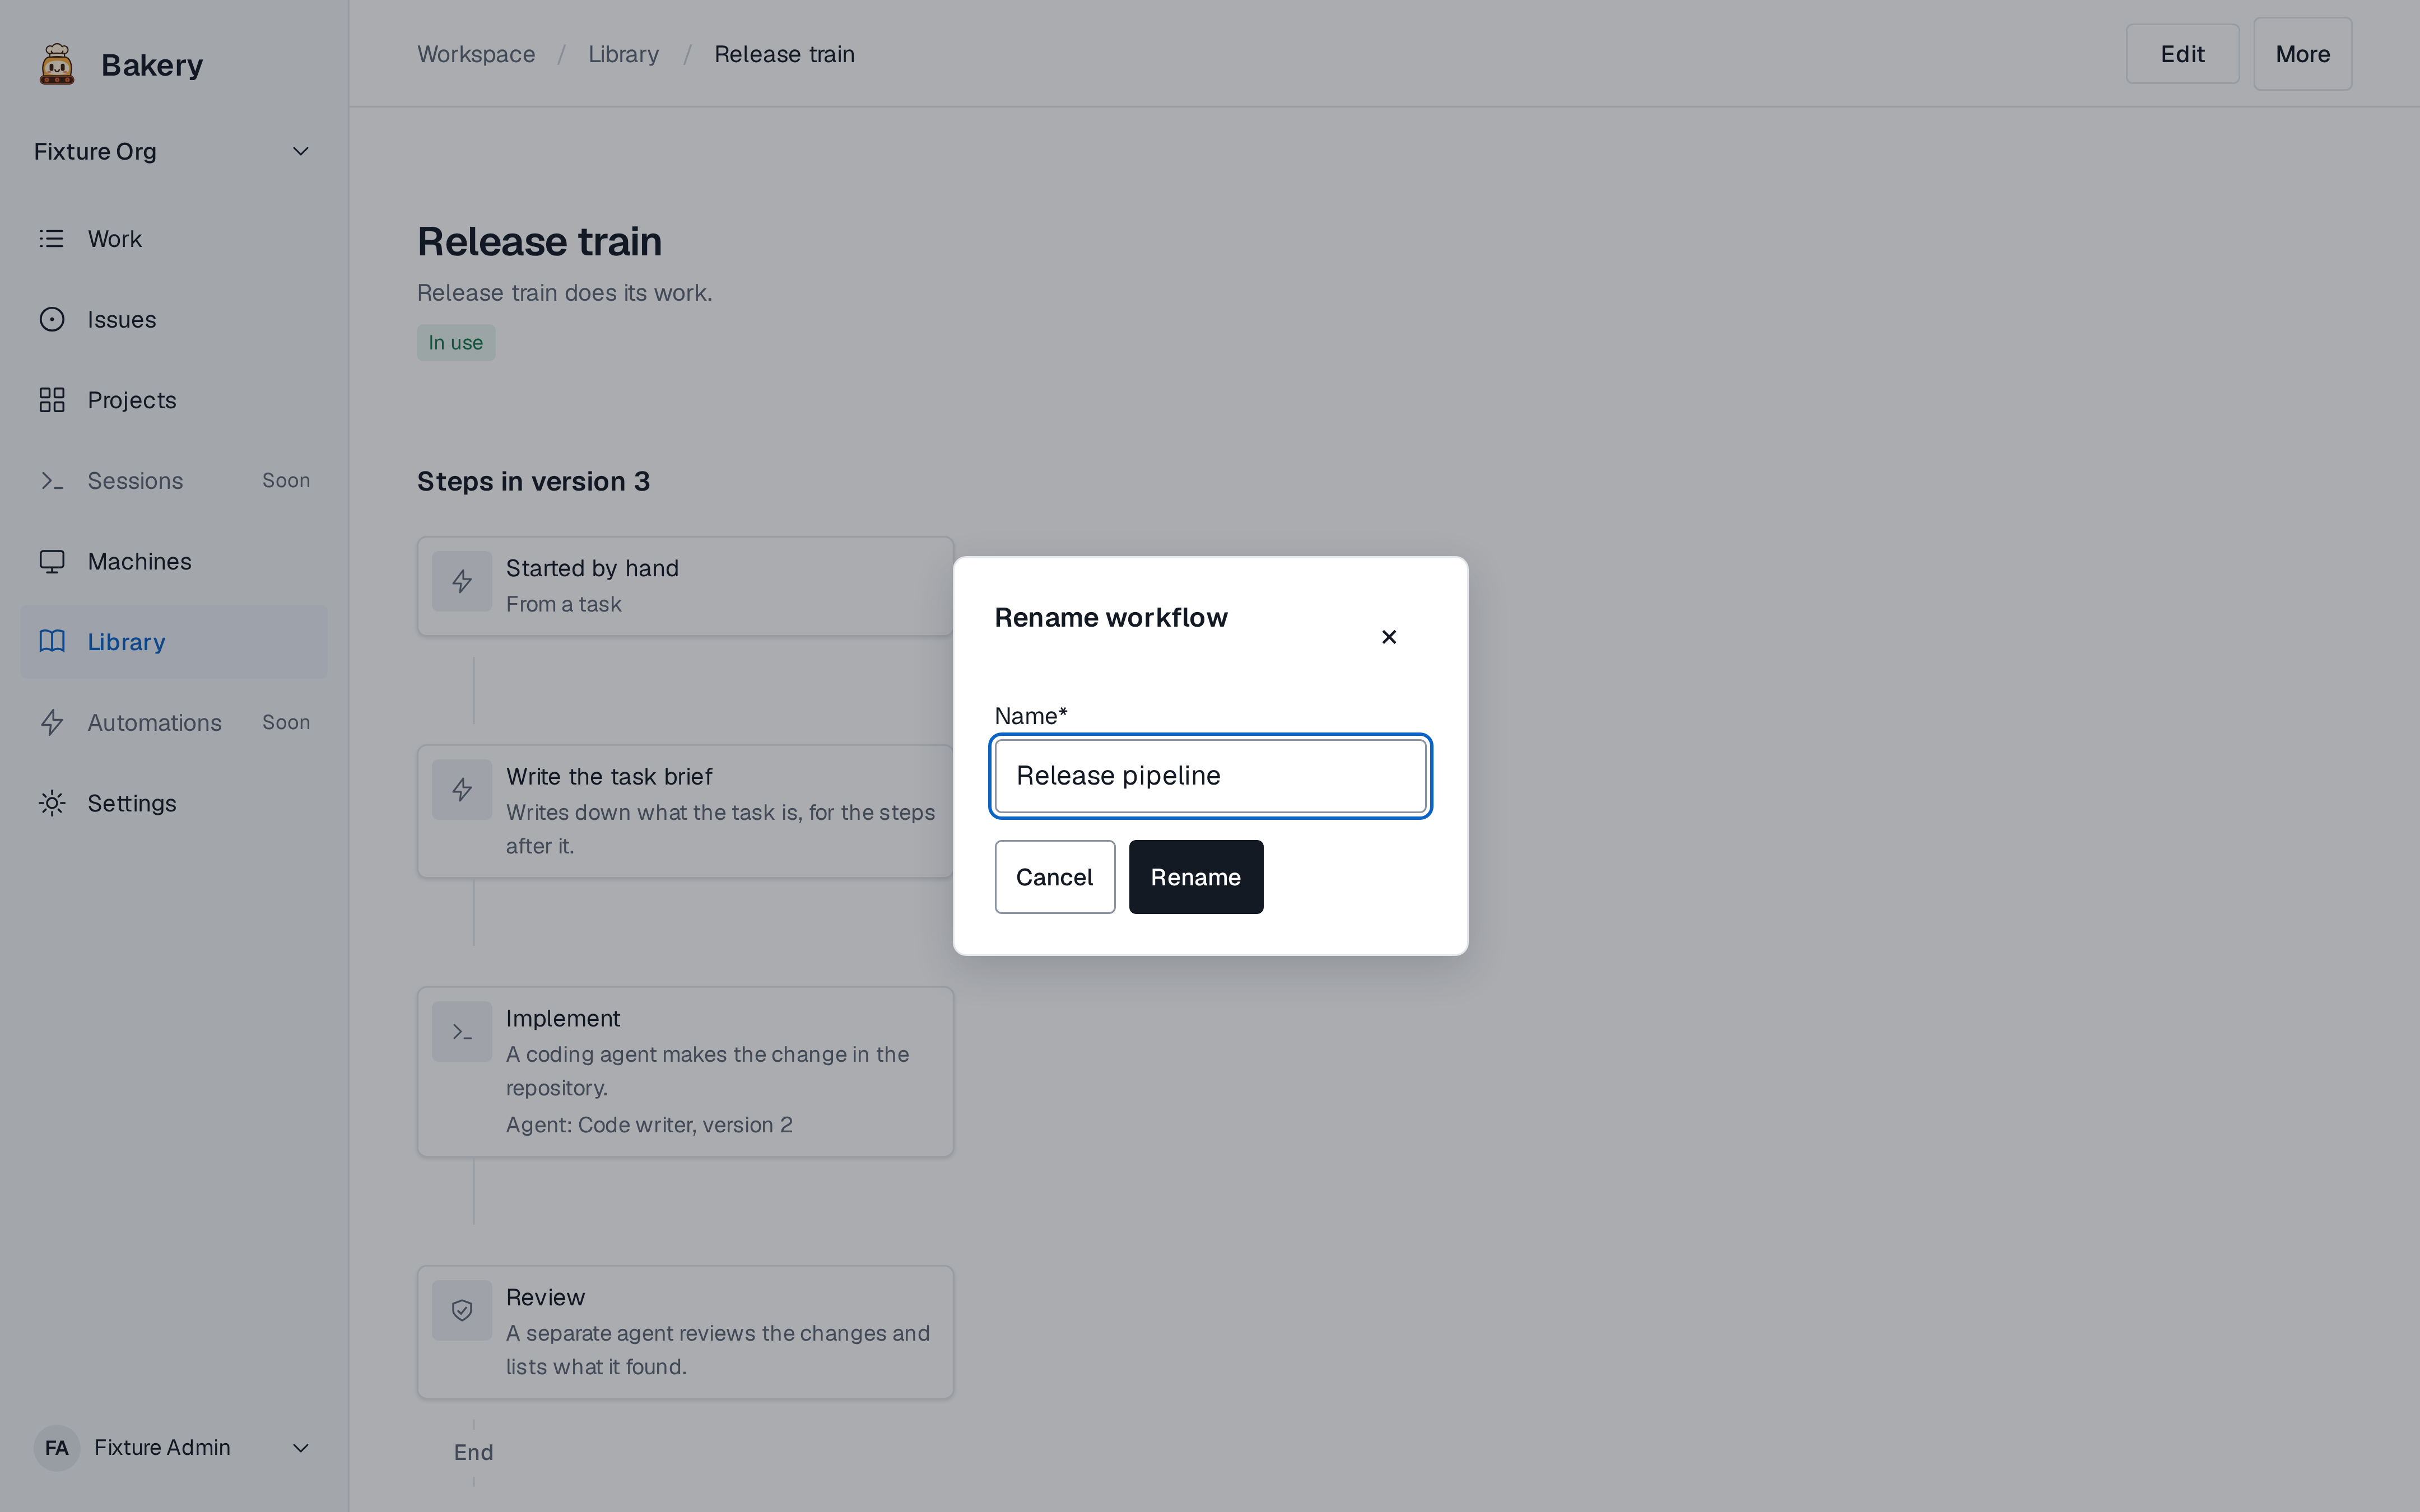 Bakery
Fixture Org
Work
Issues
Projects
Sessions Soon
Machines
Library
Automations Soon
Settings
FA Fixture Admin
Workspace / Library / Release train
Edit More
Release train
Release train does its work.
In use
Steps in version 3
Started by hand
From a task
Write the task brief
Writes down what the task is, for the steps
after it.
Implement
A coding agent makes the change in the
repository.
Agent: Code writer, version 2
Review
A separate agent reviews the changes and
lists what it found.
End
Rename workflow
Name*
Release pipeline
Cancel Rename